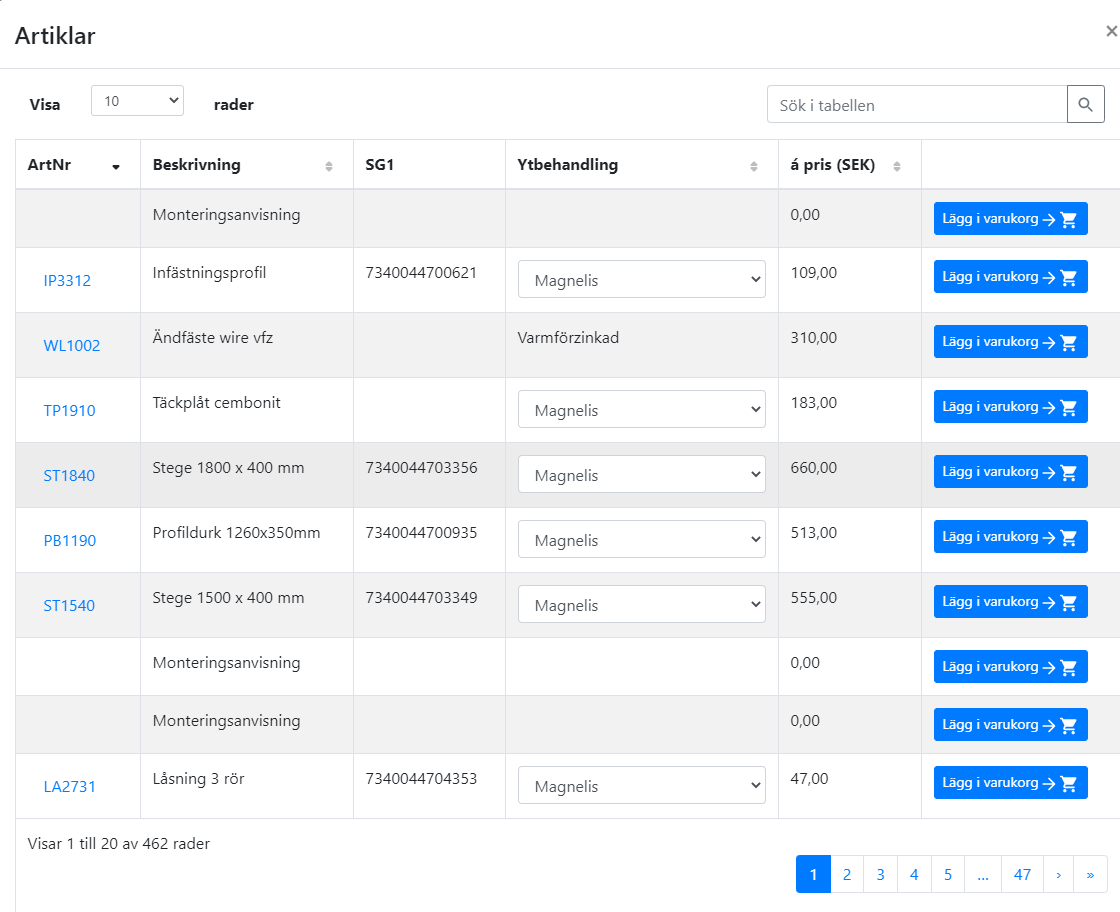 Artiklar ×
Visa 10 rader Sök i tabellen
ArtNr Beskrivning SG1 Ytbehandling á pris (SEK)
Monteringsanvisning 0,00 Lägg i varukorg
IP3312 Infästningsprofil 7340044700621 Magnelis 109,00 Lägg i varukorg
WL1002 Ändfäste wire vfz Varmförzinkad 310,00 Lägg i varukorg
TP1910 Täckplåt cembonit Magnelis 183,00 Lägg i varukorg
ST1840 Stege 1800 x 400 mm 7340044703356 Magnelis 660,00 Lägg i varukorg
PB1190 Profildurk 1260x350mm 7340044700935 Magnelis 513,00 Lägg i varukorg
ST1540 Stege 1500 x 400 mm 7340044703349 Magnelis 555,00 Lägg i varukorg
Monteringsanvisning 0,00 Lägg i varukorg
Monteringsanvisning 0,00 Lägg i varukorg
LA2731 Låsning 3 rör 7340044704353 Magnelis 47,00 Lägg i varukorg
Visar 1 till 20 av 462 rader
1 2 3 4 5 ... 47 › »